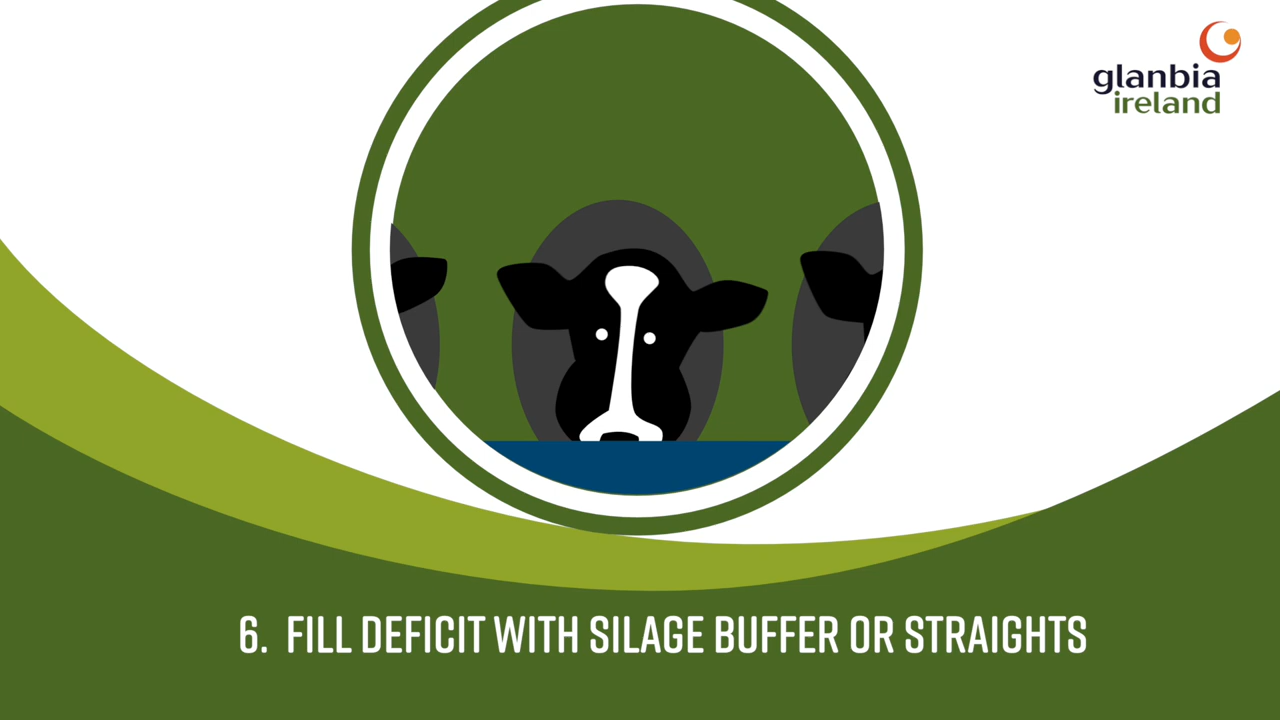 glanbia
ireland
6. FILL DEFICIT WITH SILAGE BUFFER OR STRAIGHTS